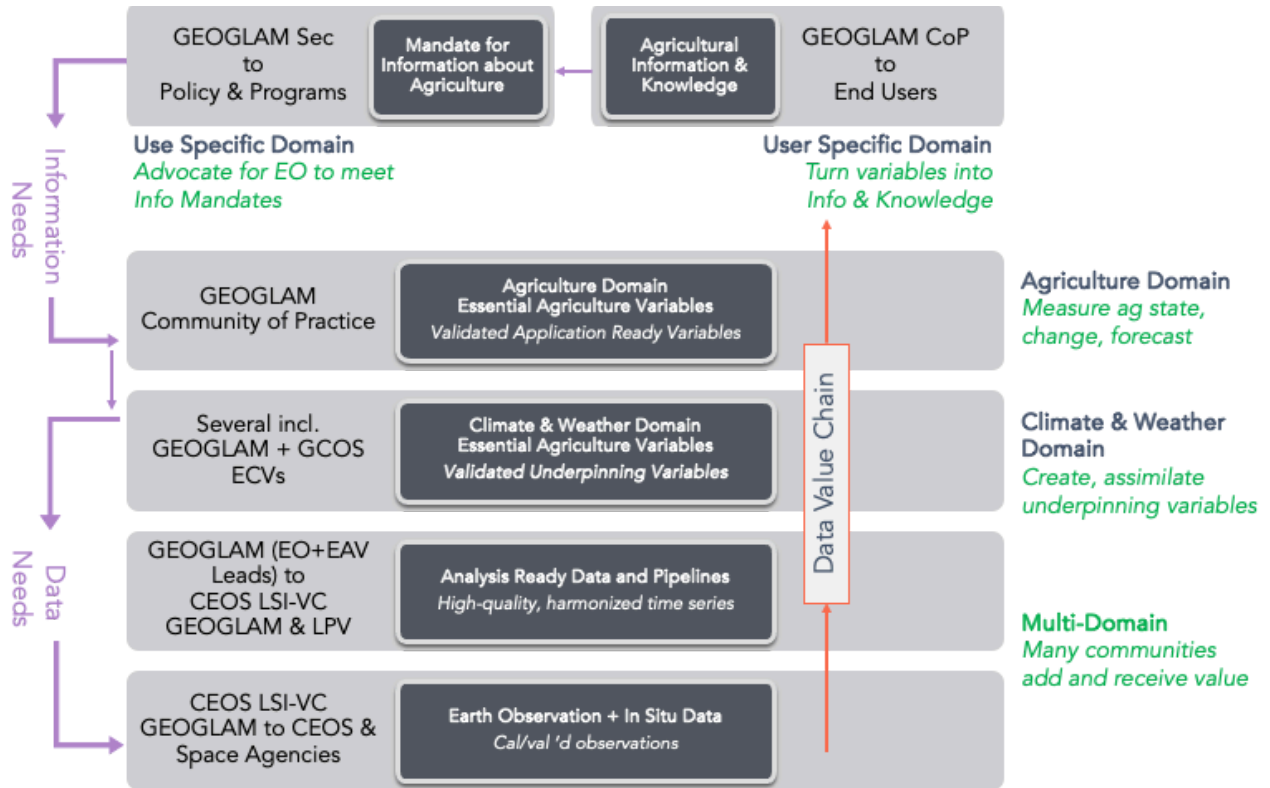 GEOGLAM Sec
to
Policy & Programs
Mandate for
Information about
Agriculture
Agricultural
Information &
Knowledge
GEOGLAM CoP
to
End Users
Use Specific Domain
Advocate for EO to meet
Info Mandates
User Specific Domain
Turn variables into
Info & Knowledge
Information
Needs
GEOGLAM
Community of Practice
Agriculture Domain
Essential Agriculture Variables
Validated Application Ready Variables
Agriculture Domain
Measure ag state,
change, forecast
Several incl.
GEOGLAM + GCOS
ECVs
Climate & Weather Domain
Essential Agriculture Variables
Validated Underpinning Variables
Climate & Weather
Domain
Create, assimilate
underpinning variables
Data Value Chain
Data
Needs
GEOGLAM (EO+EAV
Leads) to
CEOS LSI-VC
GEOGLAM & LPV
Analysis Ready Data and Pipelines
High-quality, harmonized time series
Multi-Domain
Many communities
add and receive value
CEOS LSI-VC
GEOGLAM to CEOS &
Space Agencies
Earth Observation + In Situ Data
Cal/val 'd observations